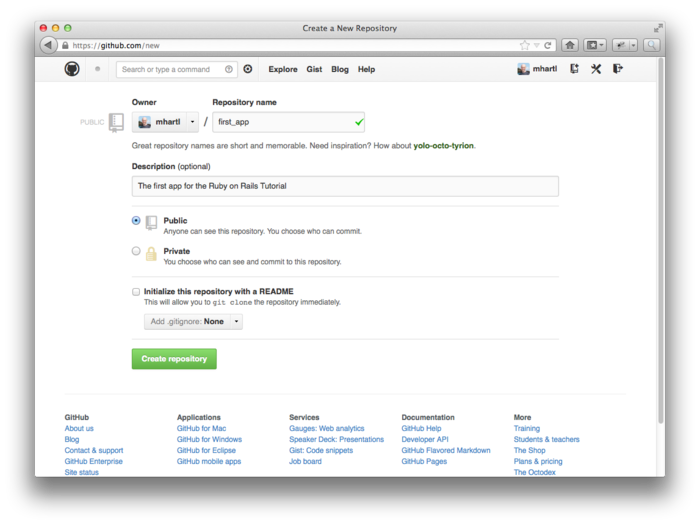 Create a New Repository
https://github.com/new
Search or type a command
Explore Gist Blog Help
mhartl
Owner Repository name
PUBLIC mhartl / first_app
Great repository names are short and memorable. Need inspiration? How about yolo-octo-tyrion.
Description (optional)
The first app for the Ruby on Rails Tutorial
Public
Anyone can see this repository. You choose who can commit.
Private
You choose who can see and commit to this repository.
Initialize this repository with a README
This will allow you to git clone the repository immediately.
Add .gitignore: None
Create repository
GitHub Applications Services Documentation More
About us GitHub for Mac Gauges: Web analytics GitHub Help Training
Blog GitHub for Windows Speaker Deck: Presentations Developer API Students & teachers
Contact & support GitHub for Eclipse Gist: Code snippets GitHub Flavored Markdown The Shop
GitHub Enterprise GitHub mobile apps Job board GitHub Pages Plans & pricing
Site status The Octodex